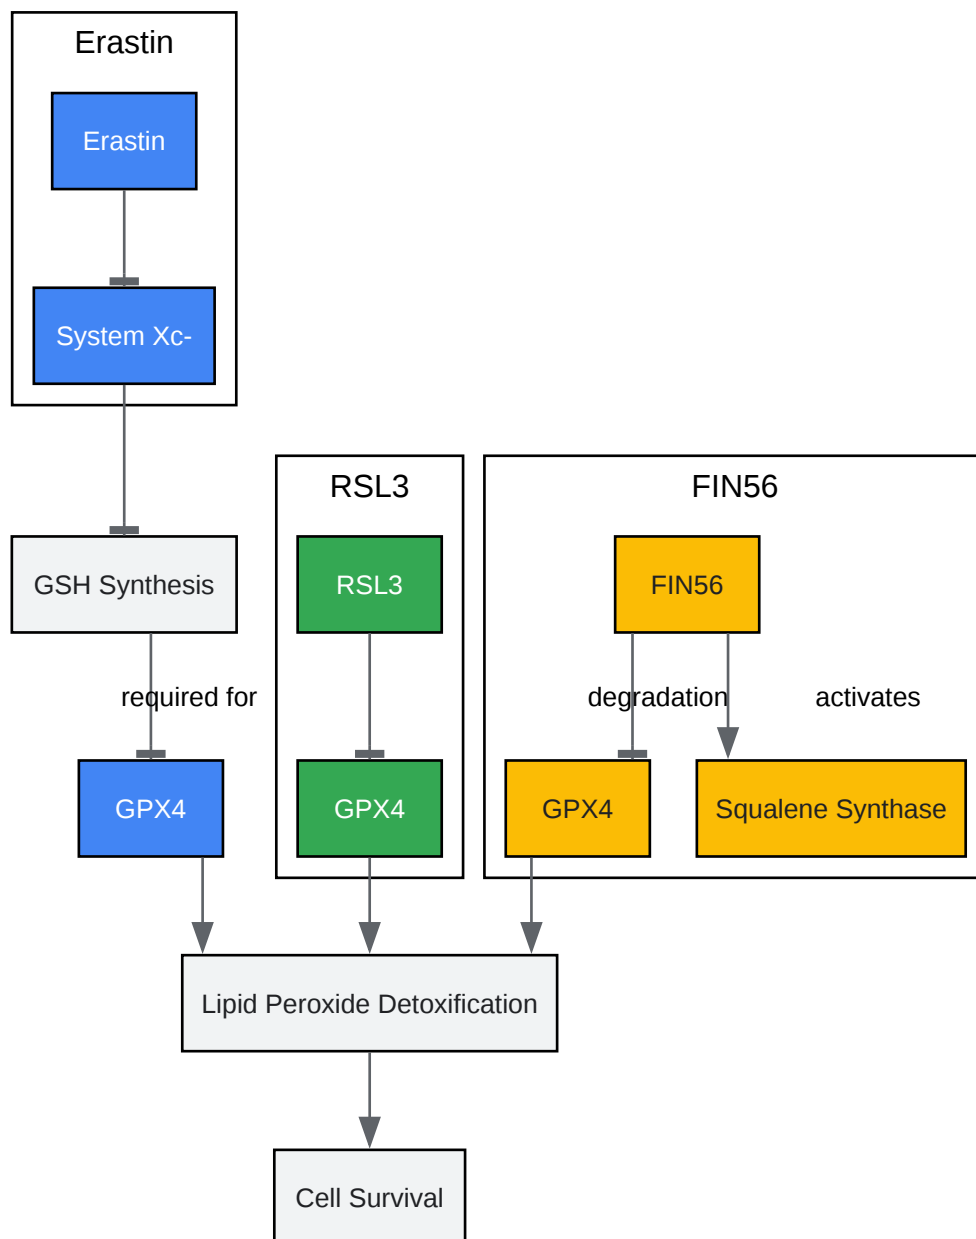 Erastin
Erastin
System Xc-
RSL3
FIN56
GSH Synthesis
RSL3
FIN56
required for
degradation
activates
GPX4
GPX4
GPX4
Squalene Synthase
Lipid Peroxide Detoxification
Cell Survival